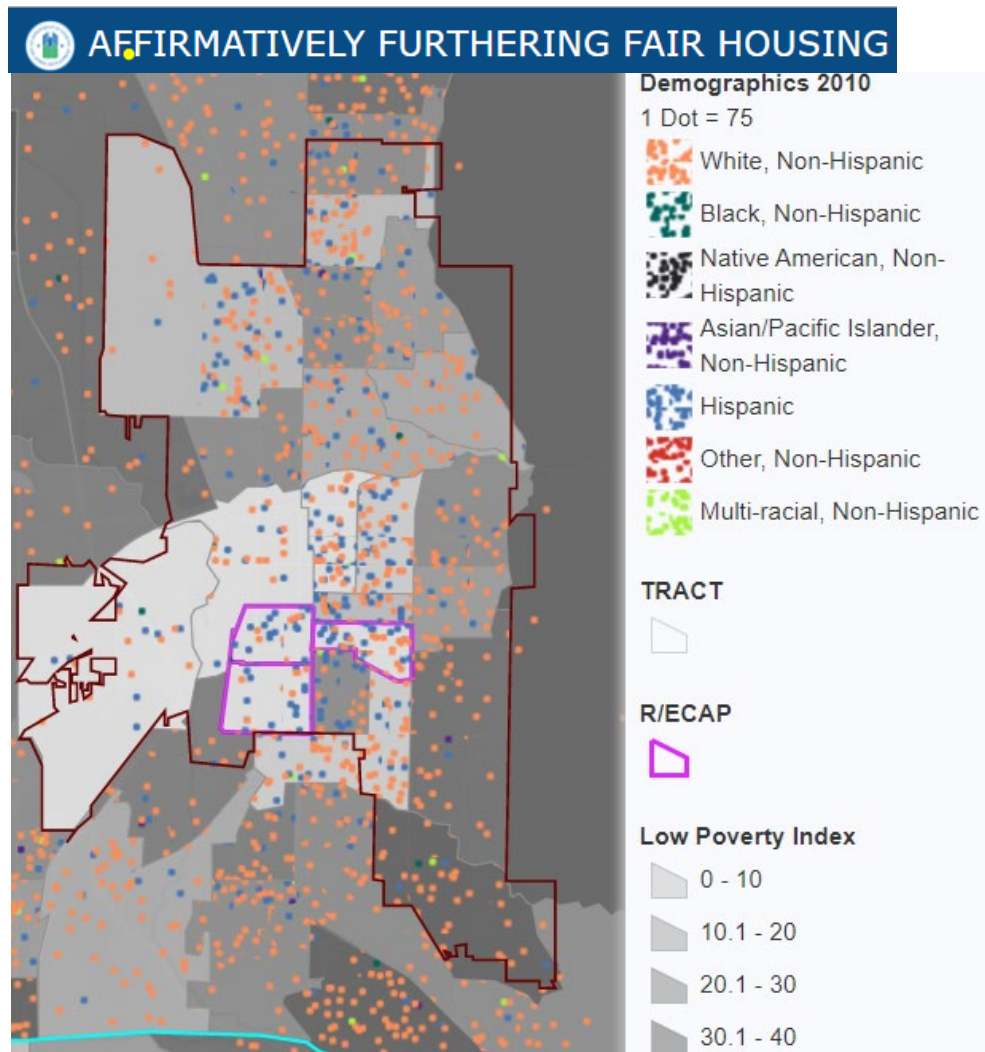 AFFIRMATIVELY FURTHERING FAIR HOUSING
Demographics 2010
1 Dot = 75
White, Non-Hispanic
Black, Non-Hispanic
Native American, Non-
Hispanic
Asian/Pacific Islander,
Non-Hispanic
Hispanic
Other, Non-Hispanic
Multi-racial, Non-Hispanic
TRACT
R/ECAP
Low Poverty Index
0 - 10
10.1 - 20
20.1 - 30
30.1 - 40